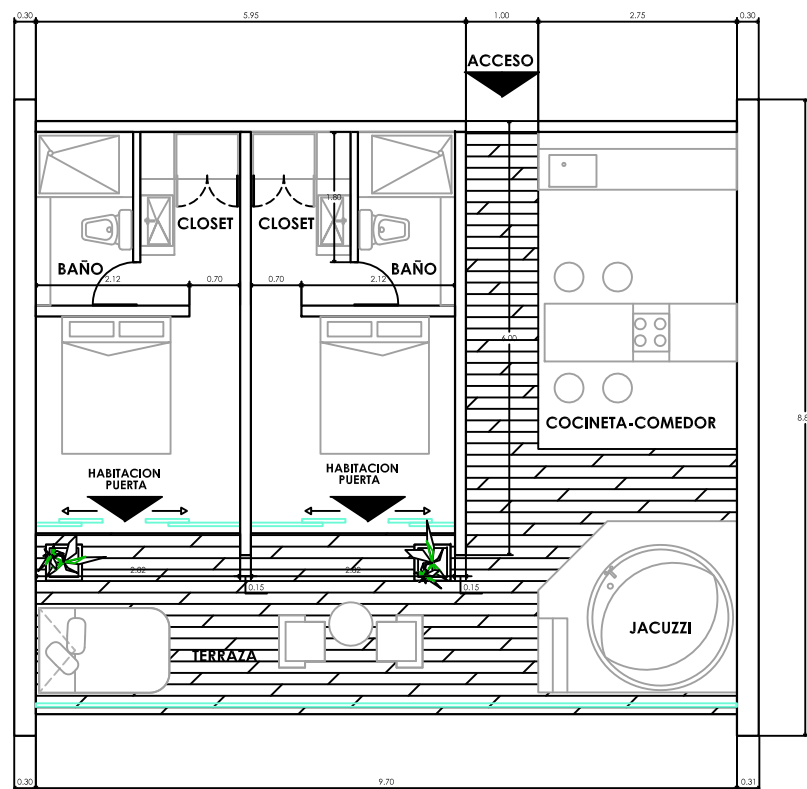 0.30 5.95 1.00 2.75 0.30
ACCESO
1.80
CLOSET CLOSET
BAÑO BAÑO
2.12 0.70 0.70 2.12
6.00
COCINETA-COMEDOR
HABITACION
PUERTA
HABITACION
PUERTA
2.82 2.82
0.15 0.15
JACUZZI
TERRAZA
0.30 9.70 0.31